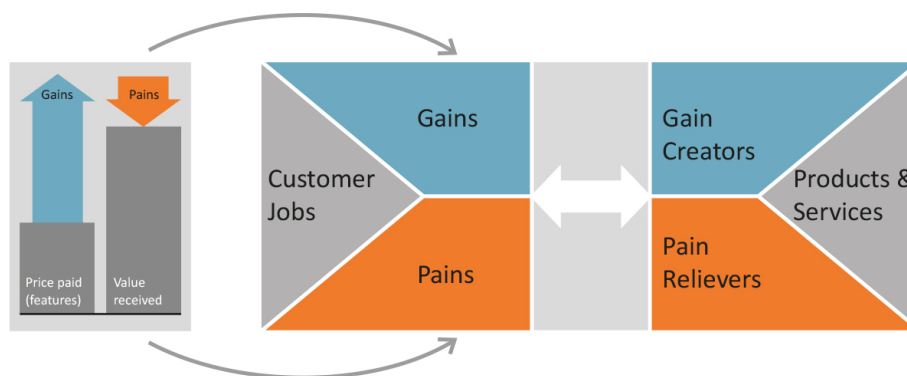 Gains
Pains
Price paid
(features)
Value
received
Customer
Jobs
Gains
Pains
Gain
Creators
Pain
Relievers
Products &
Services